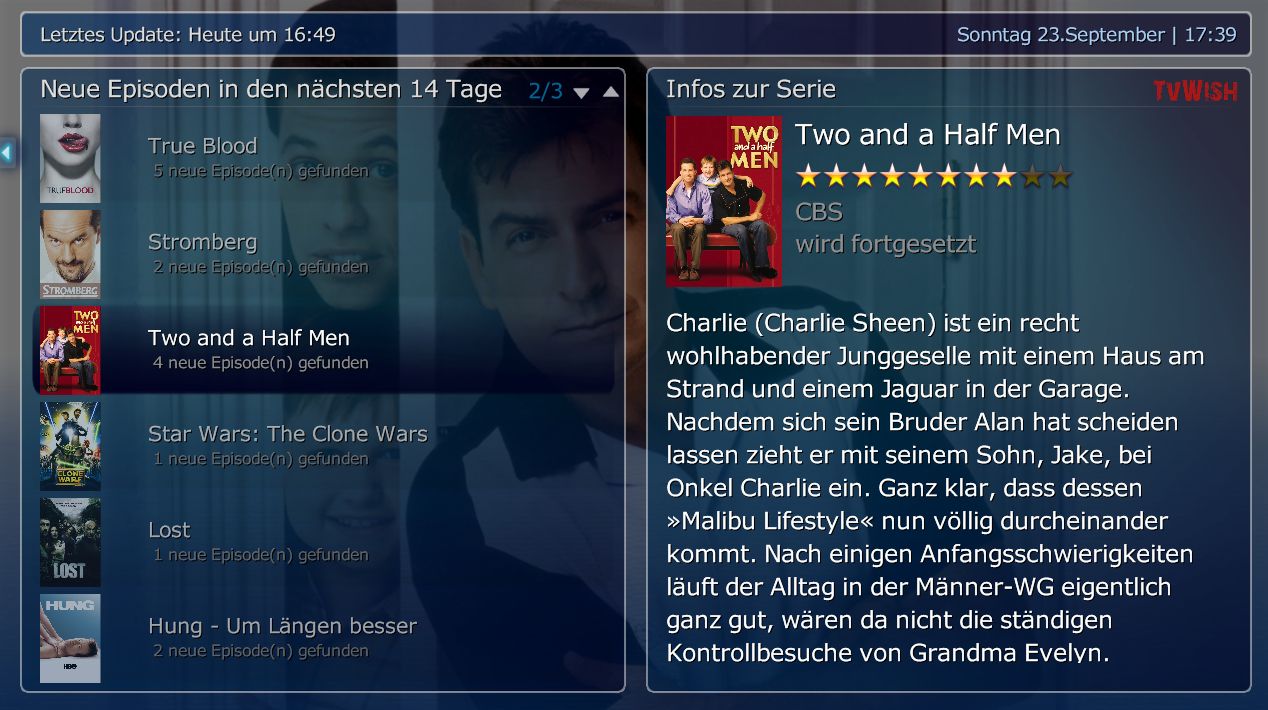 Letztes Update: Heute um 16:49
Sonntag 23.September | 17:39
Neue Episoden in den nächsten 14 Tage 2/3
TRUEBLOOD
True Blood
5 neue Episode(n) gefunden
STROMBERG
Stromberg
2 neue Episode(n) gefunden
TWO
and a half
MEN
Two and a Half Men
4 neue Episode(n) gefunden
CLONE
WARS
Star Wars: The Clone Wars
1 neue Episode(n) gefunden
LOST
Lost
1 neue Episode(n) gefunden
HUNG
HBO
Hung - Um Längen besser
2 neue Episode(n) gefunden
Infos zur Serie
TVWISH
TWO
and a half
MEN
Two and a Half Men
CBS
wird fortgesetzt
Charlie (Charlie Sheen) ist ein recht
wohlhabender Junggeselle mit einem Haus am
Strand und einem Jaguar in der Garage.
Nachdem sich sein Bruder Alan hat scheiden
lassen zieht er mit seinem Sohn, Jake, bei
Onkel Charlie ein. Ganz klar, dass dessen
»Malibu Lifestyle« nun völlig durcheinander
kommt. Nach einigen Anfangsschwierigkeiten
läuft der Alltag in der Männer-WG eigentlich
ganz gut, wären da nicht die ständigen
Kontrollbesuche von Grandma Evelyn.